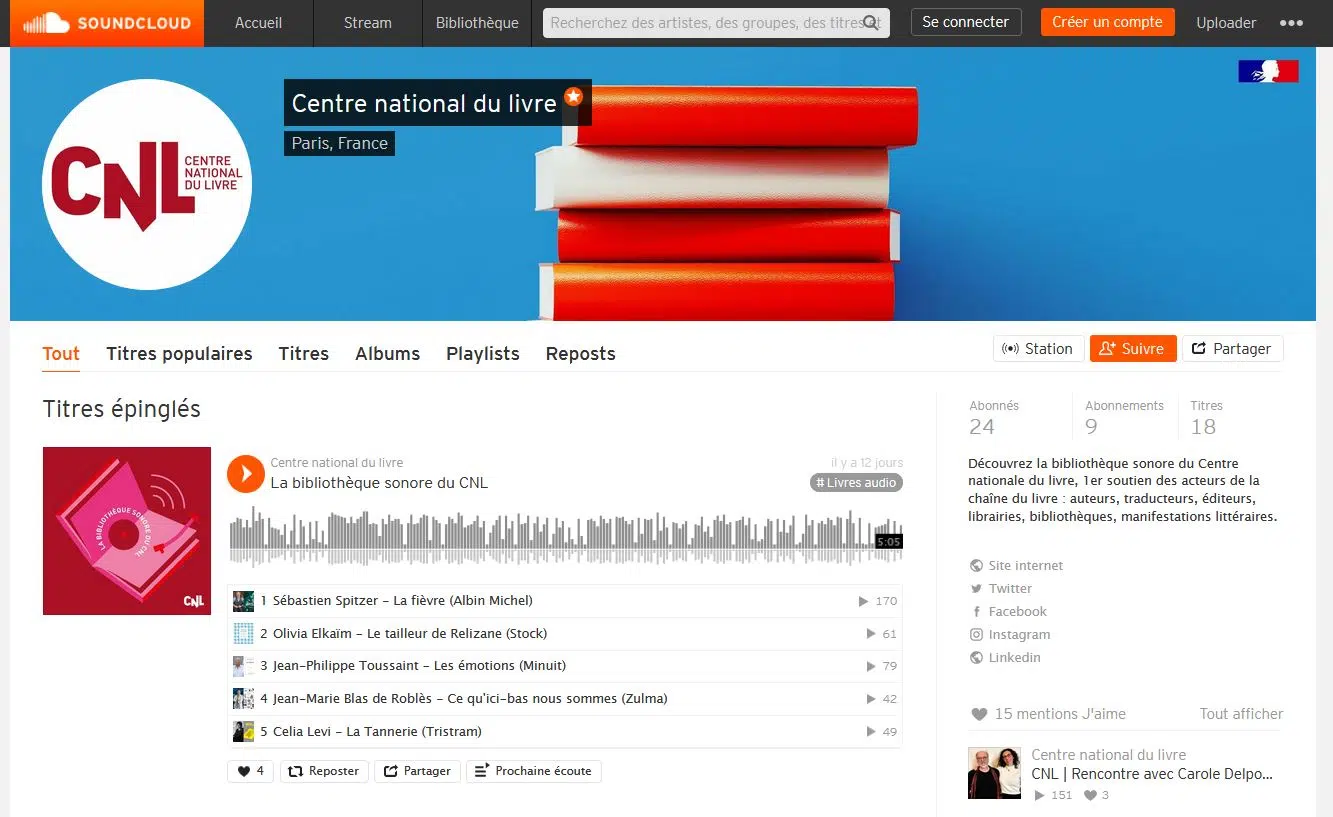 SOUNDCLOUD
Accueil
Stream
Bibliothèque
Recherchez des artistes, des groupes, des titres et
Se connecter
Créer un compte
Uploader
CNL CENTRE
NATIONAL
DU LIVRE
Centre national du livre
Paris, France
Tout
Titres populaires
Titres
Albums
Playlists
Reposts
Station
Suivre
Partager
Titres épinglés
LA BIBLIOTHÈQUE SONORE DU CNL
CNL
Centre national du livre
La bibliothèque sonore du CNL
il y a 12 jours
# Livres audio
5:05
1 Sébastien Spitzer - La fièvre (Albin Michel) 170
2 Olivia Elkaïm - Le tailleur de Relizane (Stock) 61
3 Jean-Philippe Toussaint - Les émotions (Minuit) 79
4 Jean-Marie Blas de Roblès - Ce qu'ici-bas nous sommes (Zulma) 42
5 Celia Levi - La Tannerie (Tristram) 49
4
Reposter
Partager
Prochaine écoute
Abonnés
24
Abonnements
9
Titres
18
Découvrez la bibliothèque sonore du Centre
nationale du livre, 1er soutien des acteurs de la
chaîne du livre : auteurs, traducteurs, éditeurs,
librairies, bibliothèques, manifestations littéraires.
Site internet
Twitter
Facebook
Instagram
Linkedin
15 mentions J'aime
Tout afficher
Centre national du livre
CNL | Rencontre avec Carole Delpo...
151 3